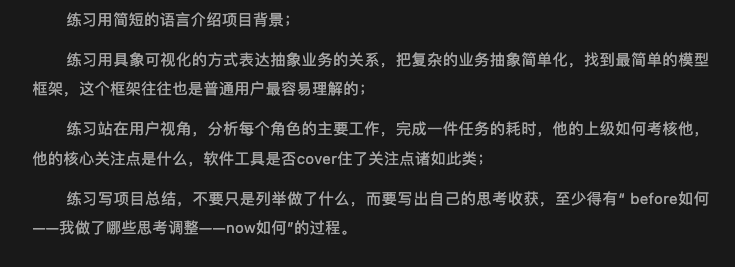 练习用简短的语言介绍项目背景；
练习用具象可视化的方式表达抽象业务的关系，把复杂的业务抽象简单化，找到最简单的模型
框架，这个框架往往也是普通用户最容易理解的；
练习站在用户视角，分析每个角色的主要工作，完成一件任务的耗时，他的上级如何考核他，
他的核心关注点是什么，软件工具是否cover住了关注点诸如此类；
练习写项目总结，不要只是列举做了什么，而要写出自己的思考收获，至少得有“ before如何
——我做了哪些思考调整——now如何”的过程。